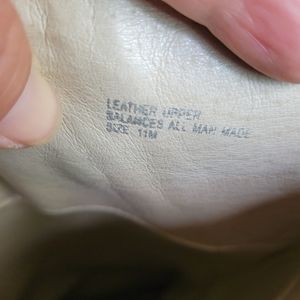 LEATHER UPPER
BALANCES ALL MAN MADE
SIZE 11M